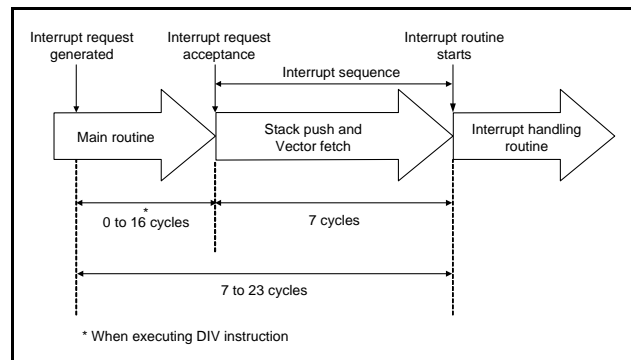 Interrupt request
generated
Interrupt request
acceptance
Interrupt routine
starts
Interrupt sequence
Main routine
Stack push and
Vector fetch
Interrupt handling
routine
*
0 to 16 cycles
7 cycles
7 to 23 cycles
* When executing DIV instruction